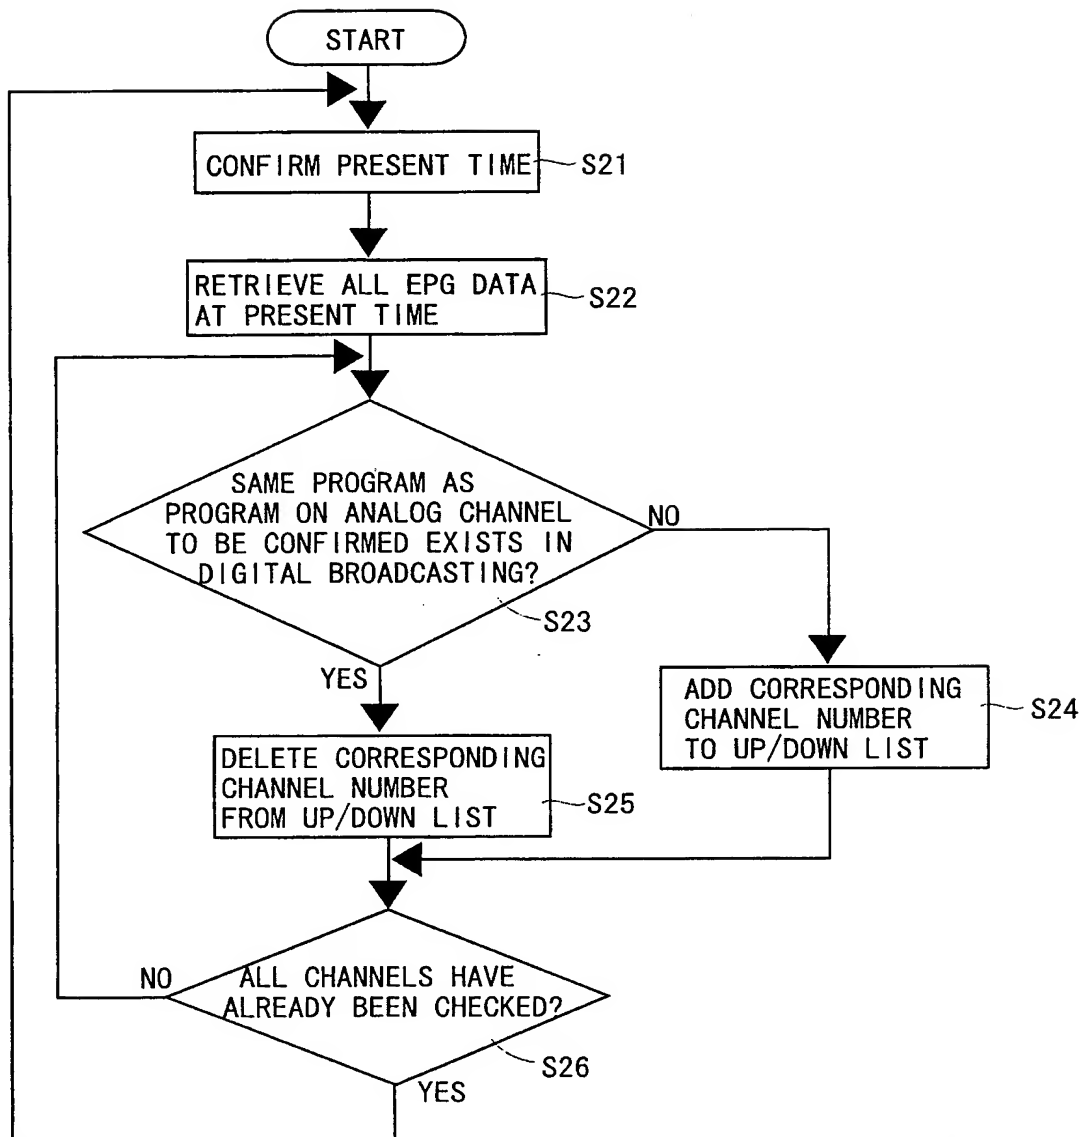 START
CONFIRM PRESENT TIME
S21
RETRIEVE ALL EPG DATA
AT PRESENT TIME
S22
SAME PROGRAM AS
PROGRAM ON ANALOG CHANNEL
TO BE CONFIRMED EXISTS IN
DIGITAL BROADCASTING?
NO
S23
YES
ADD CORRESPONDING
CHANNEL NUMBER
TO UP/DOWN LIST
S24
DELETE CORRESPONDING
CHANNEL NUMBER
FROM UP/DOWN LIST
S25
NO
ALL CHANNELS HAVE
ALREADY BEEN CHECKED?
S26
YES